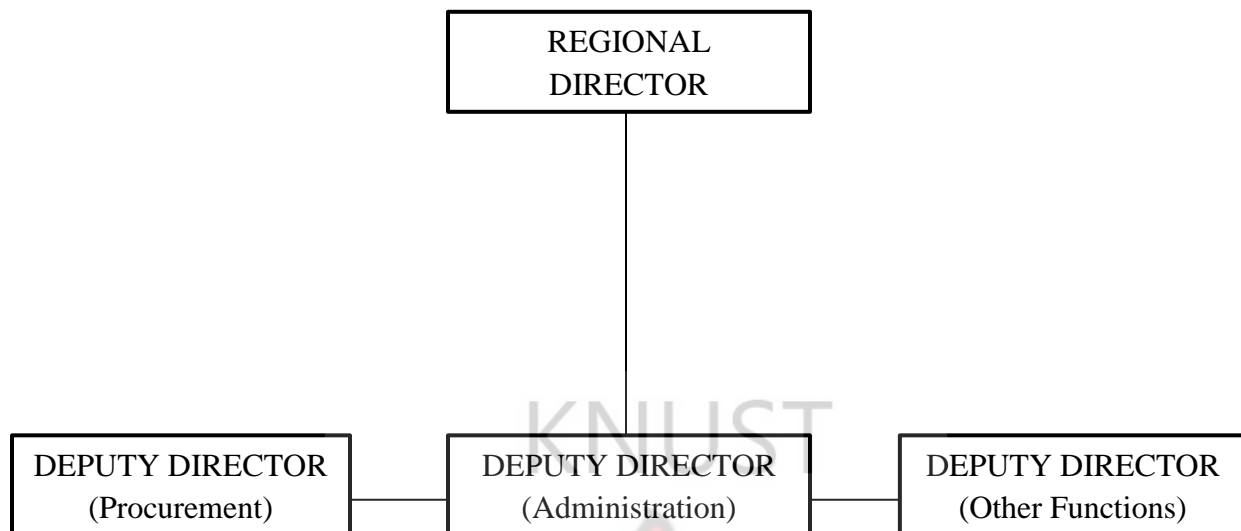 REGIONAL
DIRECTOR
KNUST
DEPUTY DIRECTOR
(Procurement)
DEPUTY DIRECTOR
(Administration)
DEPUTY DIRECTOR
(Other Functions)